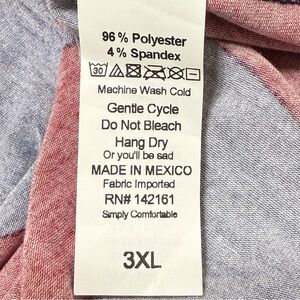 96 % Polyester
4 % Spandex
30
Machine Wash Cold
Gentle Cycle
Do Not Bleach
Hang Dry
Or you'll be sad
MADE IN MEXICO
Fabric Imported
RN# 142161
Simply Comfortable
3XL